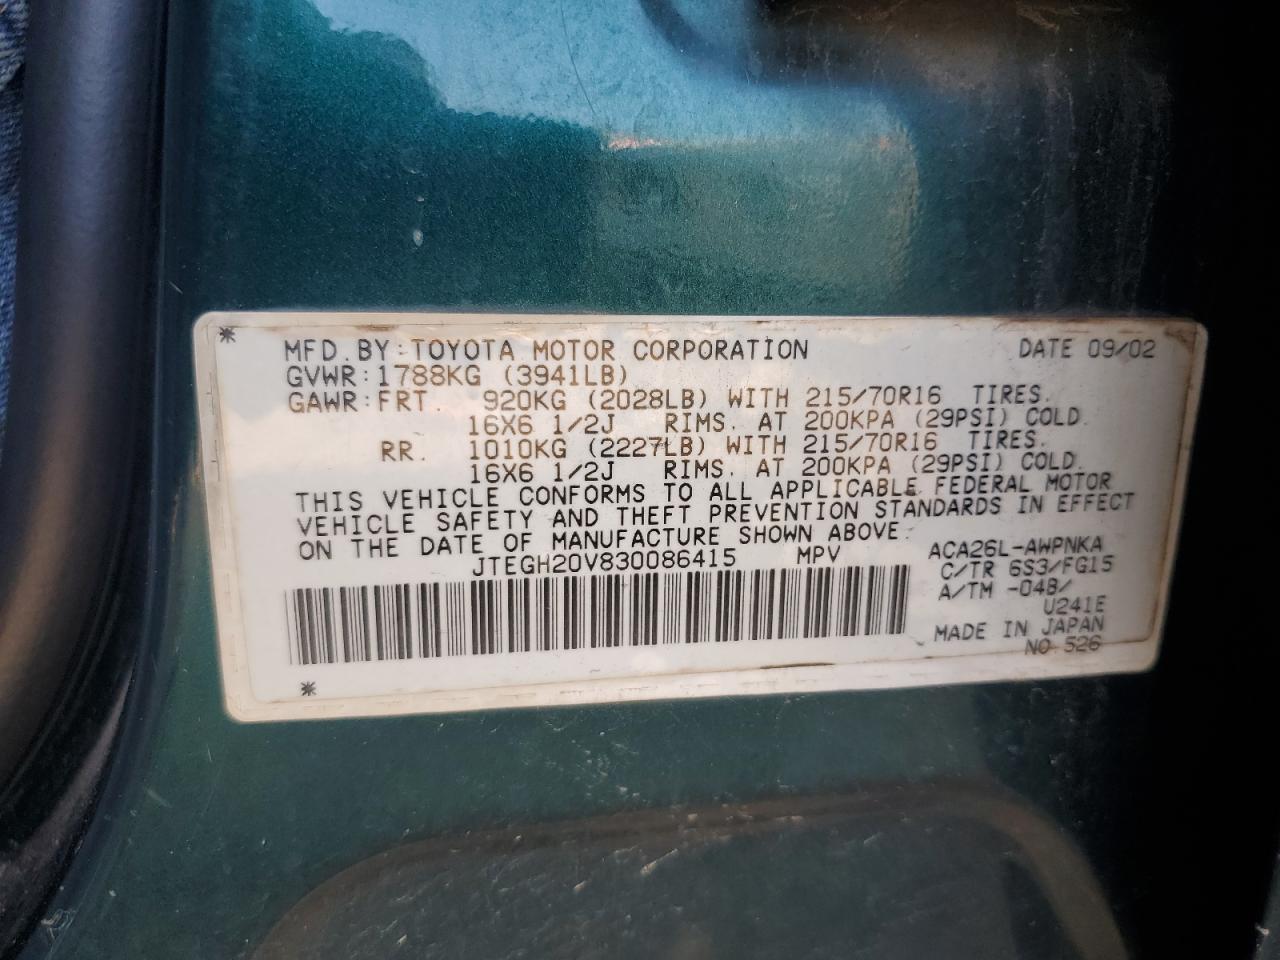 MFD. BY: TOYOTA MOTOR CORPORATION DATE 09/02
GVWR: 1788KG (3941LB)
GAWR: FRT. 920KG (2028LB) WITH 215/70R16 TIRES.
16X6 1/2J RIMS. AT 200KPA (29PSI) COLD.
RR. 1010KG (2227LB) WITH 215/70R16 TIRES.
16X6 1/2J RIMS. AT 200KPA (29PSI) COLD.
THIS VEHICLE CONFORMS TO ALL APPLICABLE FEDERAL MOTOR
VEHICLE SAFETY AND THEFT PREVENTION STANDARDS IN EFFECT
ON THE DATE OF MANUFACTURE SHOWN ABOVE.
JTEGH20V830086415 MPV
ACA26L-AWPNKA
C/TR 6S3/FG15
A/TM -04B/
U241E
MADE IN JAPAN
NO. 526